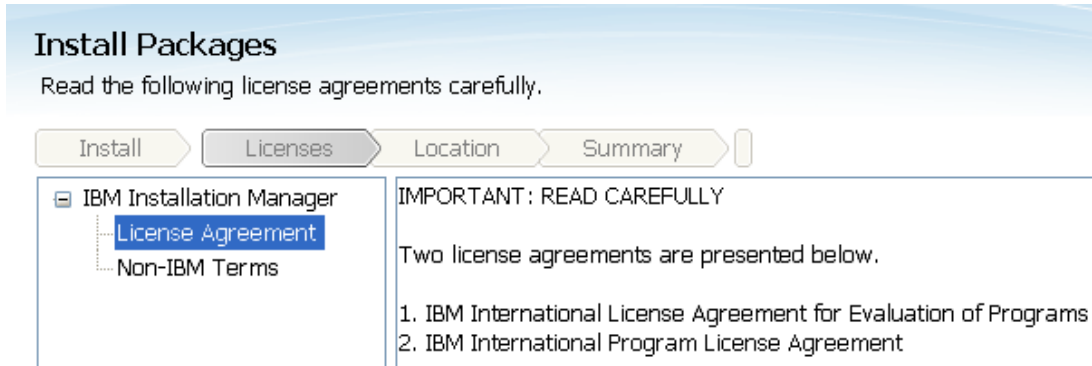 Install Packages
Read the following license agreements carefully.
Install Licenses Location Summary
IBM Installation Manager
License Agreement
Non-IBM Terms
IMPORTANT: READ CAREFULLY
Two license agreements are presented below.
1. IBM International License Agreement for Evaluation of Programs
2. IBM International Program License Agreement